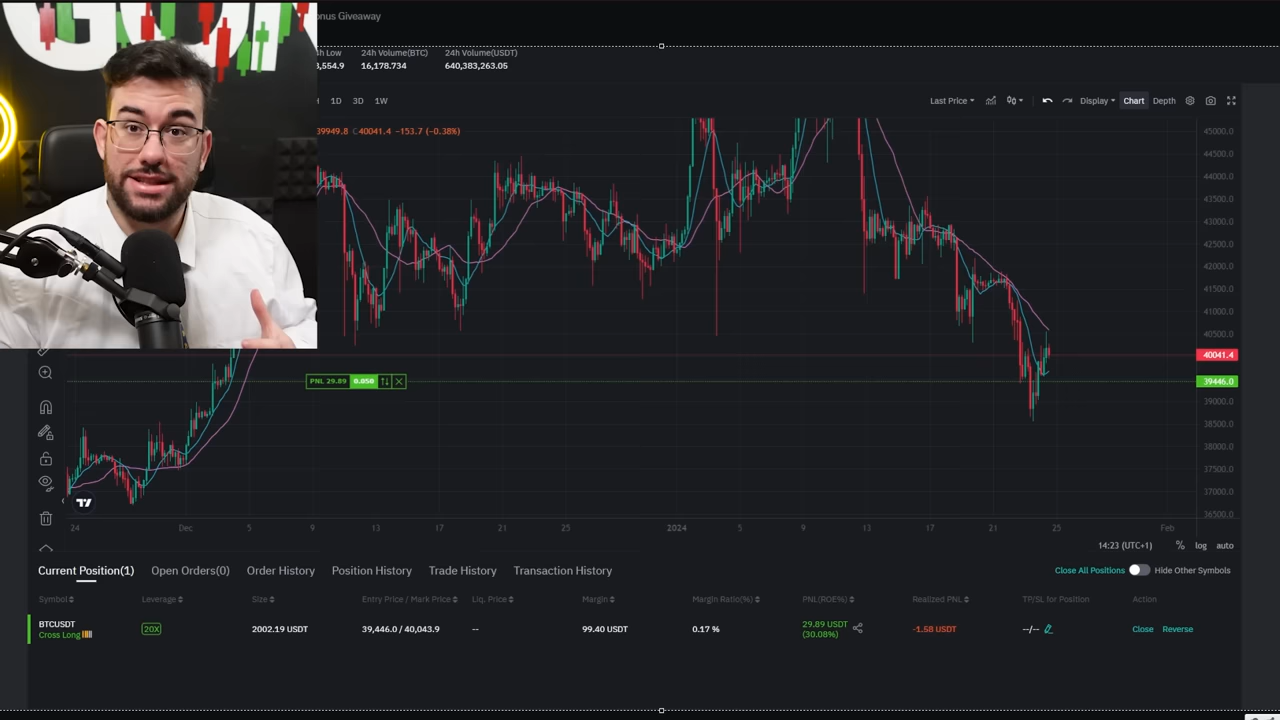 onus Giveaway
h Low 24h Volume(BTC) 24h Volume(USDT)
,554.9 16,178.734 640,383,263.05
H 1D 3D 1W Last Price Display Chart Depth
39949.8 C40041.4 −153.7 (−0.38%)
45000.0
44500.0
44000.0
43500.0
43000.0
42500.0
42000.0
41500.0
41000.0
40500.0
40041.4
PNL 29.89 0.050 39446.0
39000.0
38500.0
38000.0
37500.0
37000.0
36500.0
24 Dec 5 9 13 17 21 25 2024 5 9 13 17 21 25 Feb
14:23 (UTC+1) % log auto
Current Position(1) Open Orders(0) Order History Position History Trade History Transaction History Close All Positions Hide Other Symbols
Symbol Leverage Size Entry Price / Mark Price Liq. Price Margin Margin Ratio(%) PNL(ROE%) Realized PNL TP/SL for Position Action
BTCUSDT 20X 2002.19 USDT 39,446.0 / 40,043.9 -- 99.40 USDT 0.17 % 29.89 USDT -1.58 USDT --/-- Close Reverse
Cross Long (30.08%)